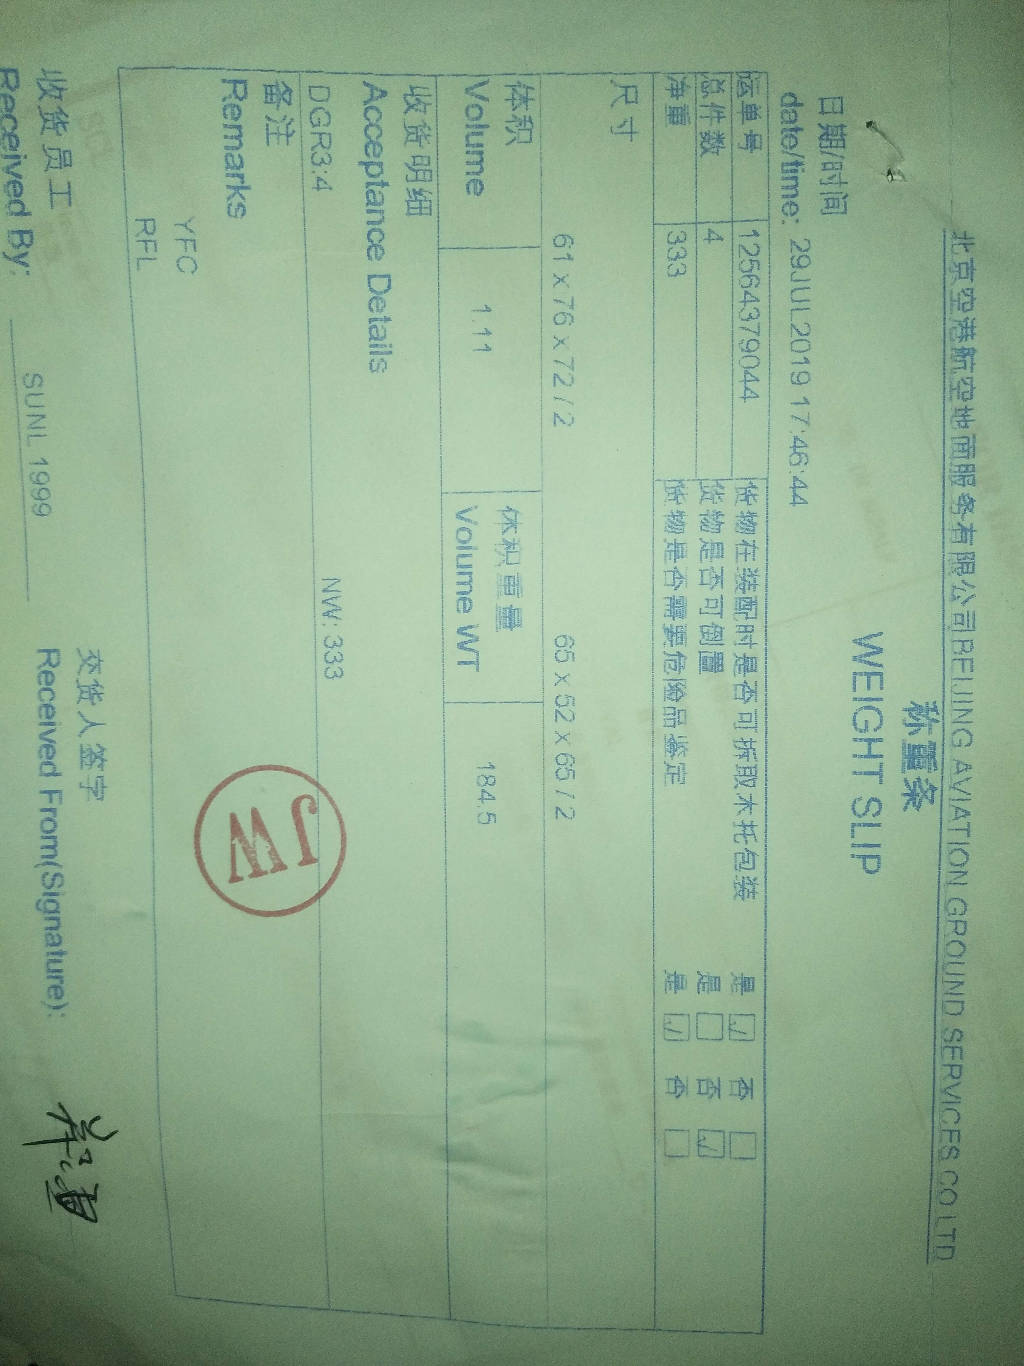 北京空港航空地面服务有限公司BEIJING AVIATION GROUND SERVICES CO LTD
称重条
WEIGHT SLIP
日期/时间
date/time: 29JUL2019 17:46:44
运单号 12564379044 货物在装配时是否可拆取木托包装 是 否
总件数 4 货物是否可倒置 是 否
净重 333 货物是否需要危险品鉴定 是 否
尺寸
61 x 76 x 72 / 2 65 x 52 x 65 / 2
体积 体积重量
Volume 1.11 Volume WT 184.5
收货明细
Acceptance Details
DGR3:4 NW: 333
备注
Remarks
YFC
RFL
JW
收货员工 交货人签字
Received By: SUNL 1999 Received From(Signature):